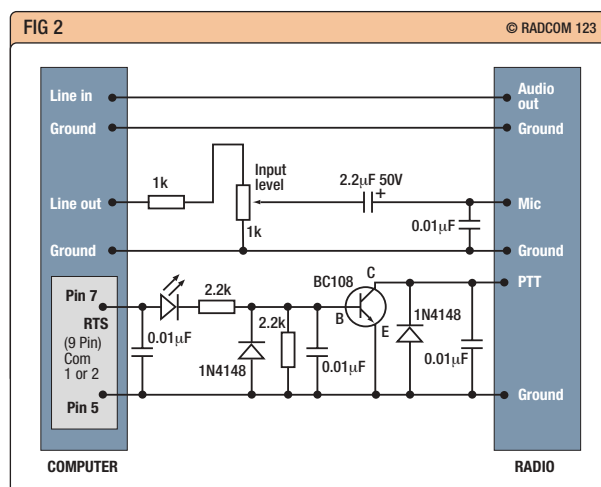 FIG 2
© RADCOM 123
Line in
Audio
out
Ground
Ground
1k
Input
level
1k
2.2µF 50V
+
Line out
Mic
0.01µF
Ground
Ground
Pin 7
RTS
(9 Pin)
Com
1 or 2
Pin 5
0.01µF
2.2k
1N4148
2.2k
0.01µF
BC108
C
B
E
1N4148
0.01µF
PTT
Ground
COMPUTER
RADIO